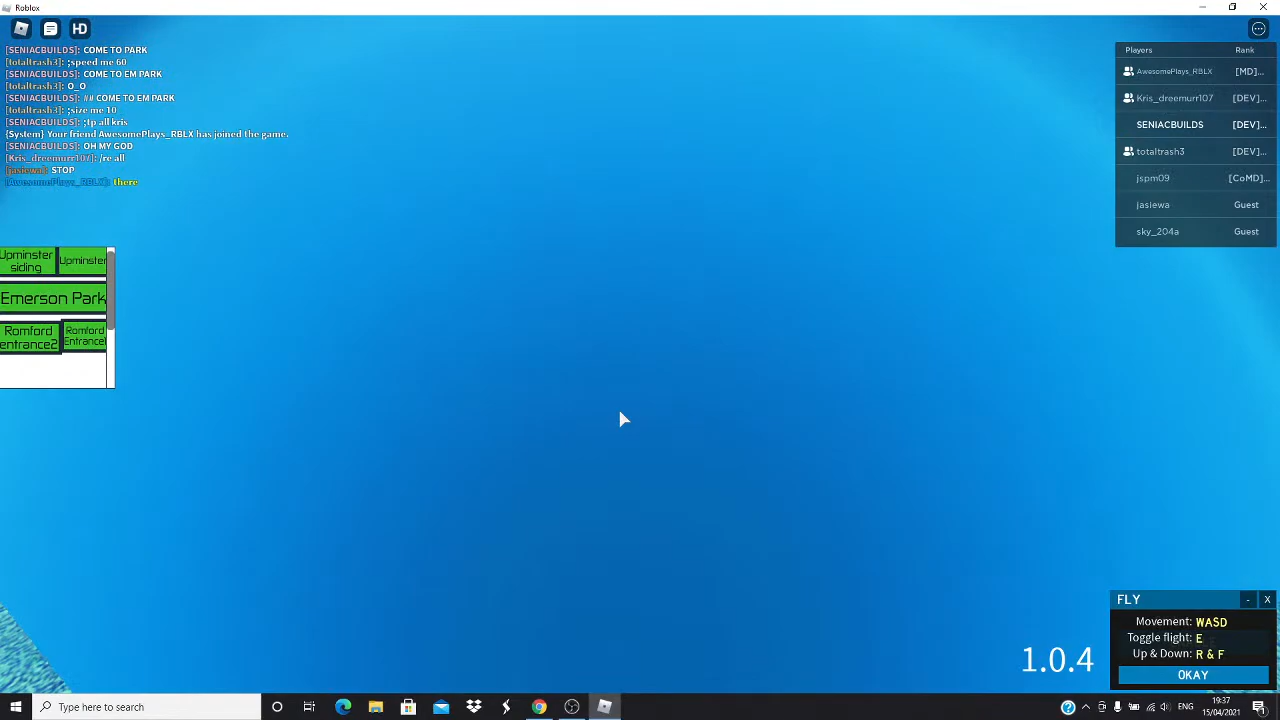 Roblox
HD
[SENIACBUILDS]: COME TO PARK
[totaltrash3]: ;speed me 60
[SENIACBUILDS]: COME TO EM PARK
[totaltrash3]: O_O
[SENIACBUILDS]: ## COME TO EM PARK
[totaltrash3]: ;size me 10
[SENIACBUILDS]: ;tp all kris
{System} Your friend AwesomePlays_RBLX has joined the game.
[SENIACBUILDS]: OH MY GOD
[Kris_dreemurr107]: /re all
[jasiewa]: STOP
[AwesomePlays_RBLX]: there
Players Rank
AwesomePlays_RBLX [MD]...
Kris_dreemurr107 [DEV]...
SENIACBUILDS [DEV]...
totaltrash3 [DEV]...
jspm09 [CoMD]...
jasiewa Guest
sky_204a Guest
Upminster siding
Upminster
Emerson Park
Romford entrance2
Romford Entrance1
FLY - X
Movement: WASD
Toggle flight: E
Up & Down: R & F
OKAY
1.0.4
Type here to search
ENG
19:37
15/04/2021